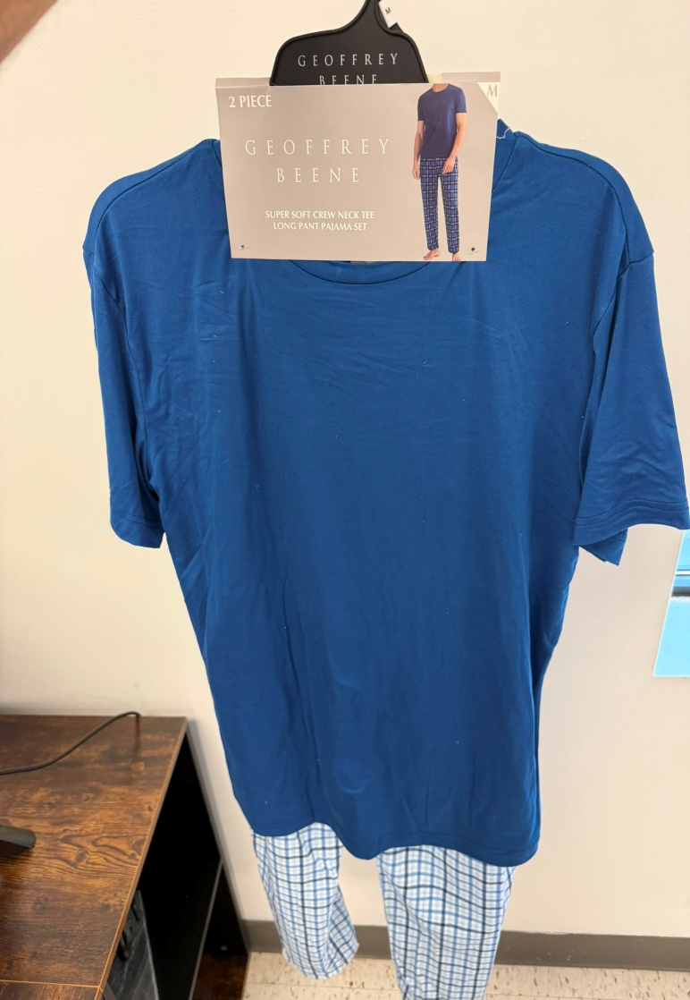 M
GEOFFREY
BEENE
2 PIECE
M
GEOFFREY
BEENE
SUPER SOFT CREW NECK TEE
LONG PANT PAJAMA SET